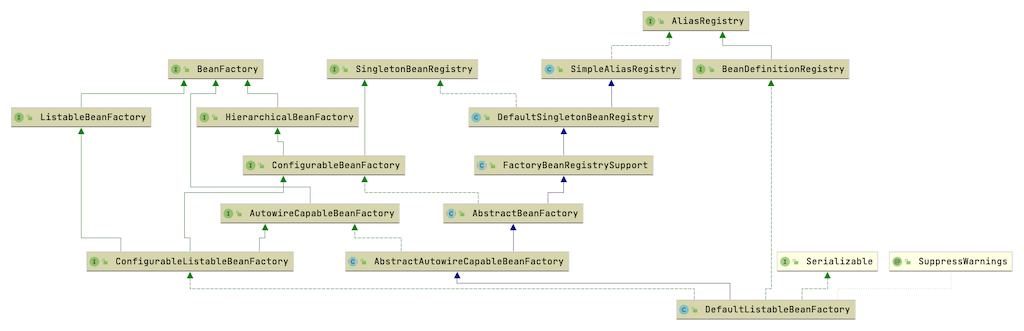 I AliasRegistry
I BeanFactory
I SingletonBeanRegistry
C SimpleAliasRegistry
I BeanDefinitionRegistry
I ListableBeanFactory
I HierarchicalBeanFactory
C DefaultSingletonBeanRegistry
I ConfigurableBeanFactory
C FactoryBeanRegistrySupport
I AutowireCapableBeanFactory
C AbstractBeanFactory
I ConfigurableListableBeanFactory
C AbstractAutowireCapableBeanFactory
I Serializable
@ SuppressWarnings
C DefaultListableBeanFactory